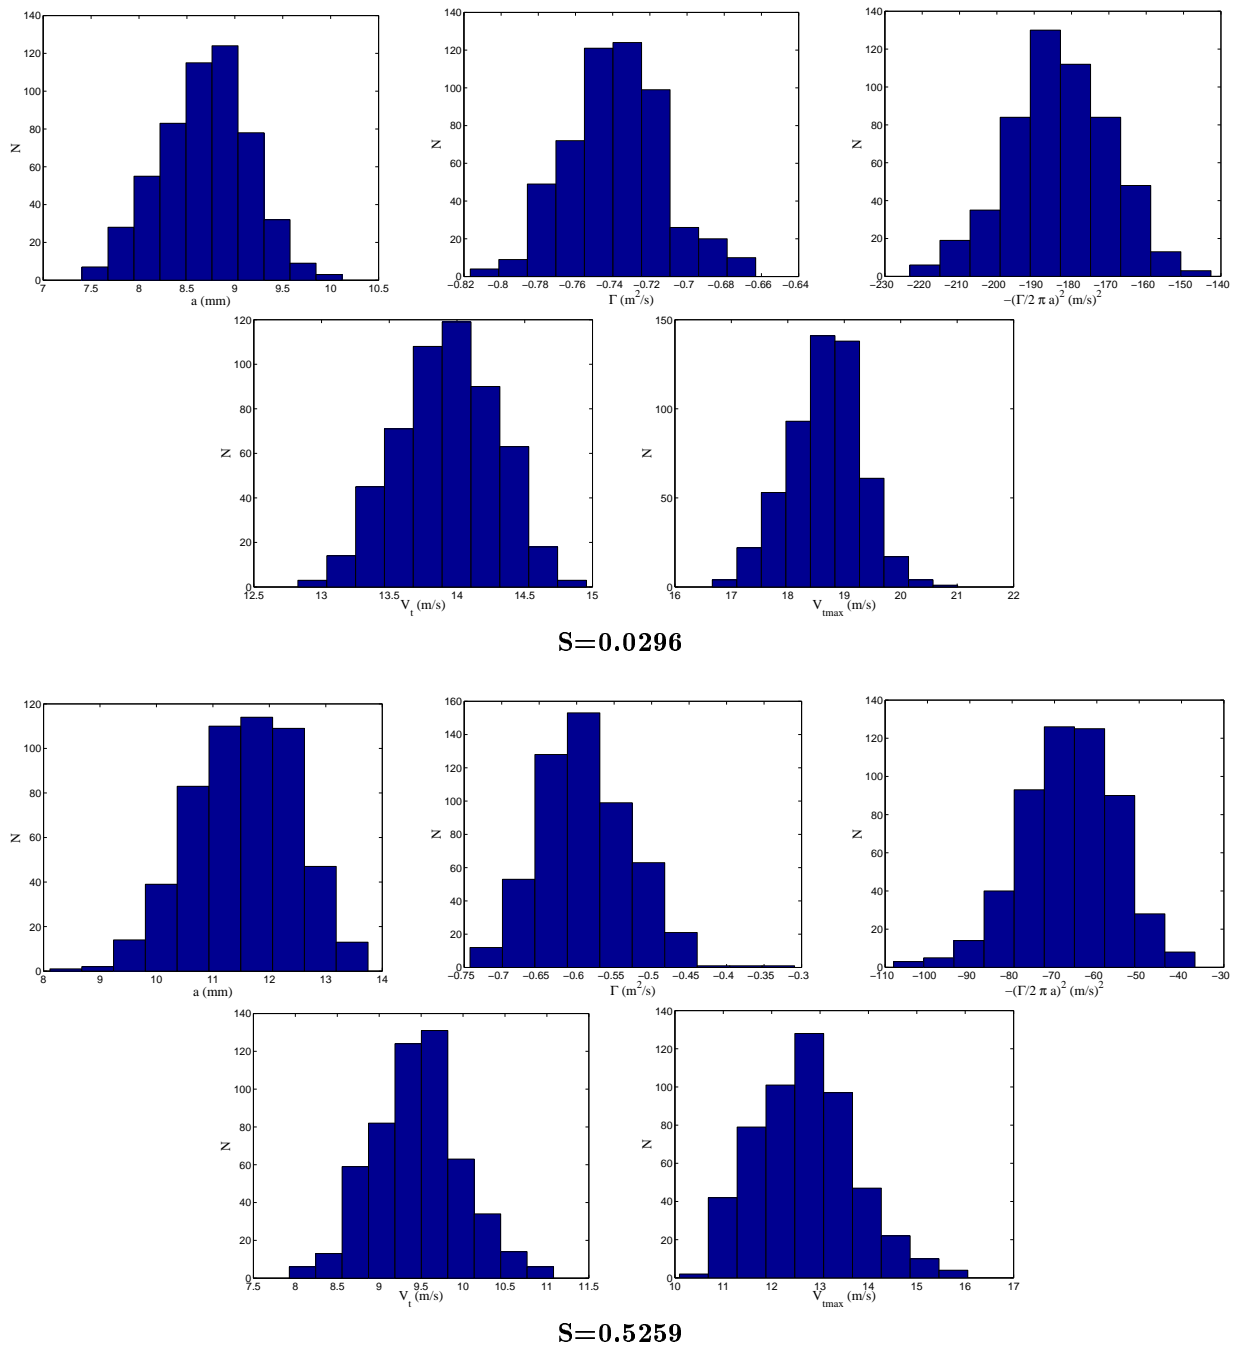 140
120
100
80
60
40
20
0
N
7 7.5 8 8.5 9 9.5 10 10.5
a (mm)
140
120
100
80
60
40
20
0
N
−0.82 −0.8 −0.78 −0.76 −0.74 −0.72 −0.7 −0.68 −0.66 −0.64
Γ (m²/s)
140
120
100
80
60
40
20
0
N
−230 −220 −210 −200 −190 −180 −170 −160 −150 −140
−(Γ/2 π a)² (m/s)²
120
100
80
60
40
20
0
N
12.5 13 13.5 14 14.5 15
Vₜ (m/s)
150
100
50
0
N
16 17 18 19 20 21 22
Vₜₘₐₓ (m/s)
S=0.0296
120
100
80
60
40
20
0
N
8 9 10 11 12 13 14
a (mm)
160
140
120
100
80
60
40
20
0
N
−0.75 −0.7 −0.65 −0.6 −0.55 −0.5 −0.45 −0.4 −0.35 −0.3
Γ (m²/s)
140
120
100
80
60
40
20
0
N
−110 −100 −90 −80 −70 −60 −50 −40 −30
−(Γ/2 π a)² (m/s)²
140
120
100
80
60
40
20
0
N
7.5 8 8.5 9 9.5 10 10.5 11 11.5
Vₜ (m/s)
140
120
100
80
60
40
20
0
N
10 11 12 13 14 15 16 17
Vₜₘₐₓ (m/s)
S=0.5259